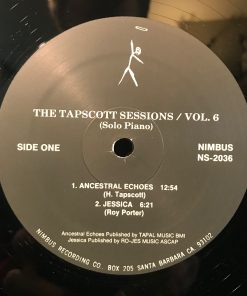 THE TAPSCOTT SESSIONS / VOL. 6
(Solo Piano)
SIDE ONE
NIMBUS
NS-2036
1. ANCESTRAL ECHOES 12:54
(H. Tapscott)
2. JESSICA 6:21
(Roy Porter)
Ancestral Echoes Published by TAPAL MUSIC BMI
Jessica Published by RO-JES MUSIC ASCAP
NIMBUS RECORDING CO. BOX 205 SANTA BARBARA CA. 93102